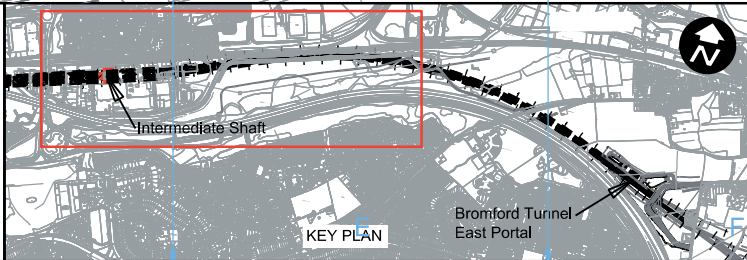 N
Intermediate Shaft
Bromford Tunnel
East Portal
E
KEY PLAN
F